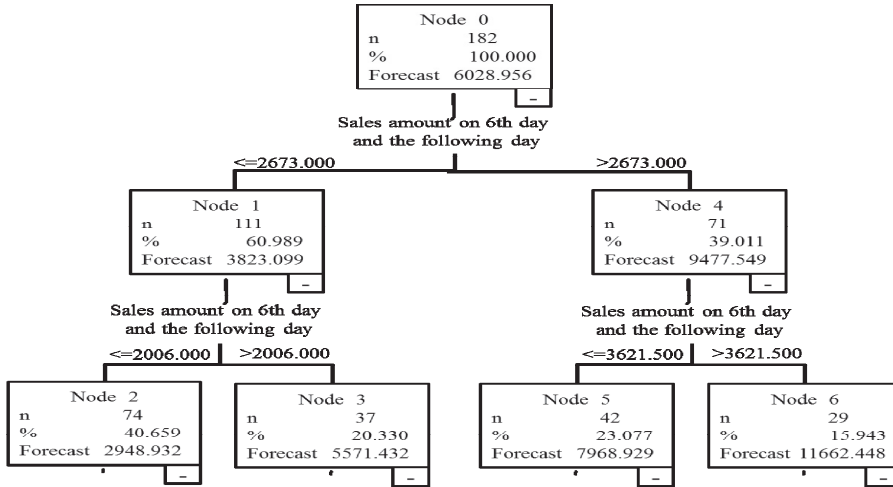 Node 0
n 182
% 100.000
Forecast 6028.956
Sales amount on 6th day
and the following day
<=2673.000 >2673.000
Node 1
n 111
% 60.989
Forecast 3823.099
Node 4
n 71
% 39.011
Forecast 9477.549
Sales amount on 6th day
and the following day
<=2006.000 >2006.000
Sales amount on 6th day
and the following day
<=3621.500 >3621.500
Node 2
n 74
% 40.659
Forecast 2948.932
Node 3
n 37
% 20.330
Forecast 5571.432
Node 5
n 42
% 23.077
Forecast 7968.929
Node 6
n 29
% 15.943
Forecast 11662.448